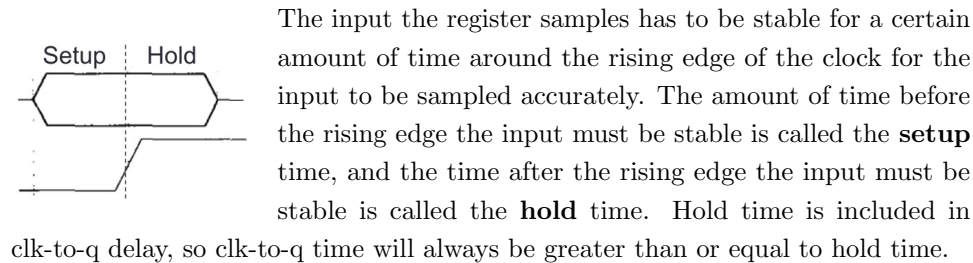 Setup Hold
The input the register samples has to be stable for a certain
amount of time around the rising edge of the clock for the
input to be sampled accurately. The amount of time before
the rising edge the input must be stable is called the setup
time, and the time after the rising edge the input must be
stable is called the hold time. Hold time is included in
clk-to-q delay, so clk-to-q time will always be greater than or equal to hold time.